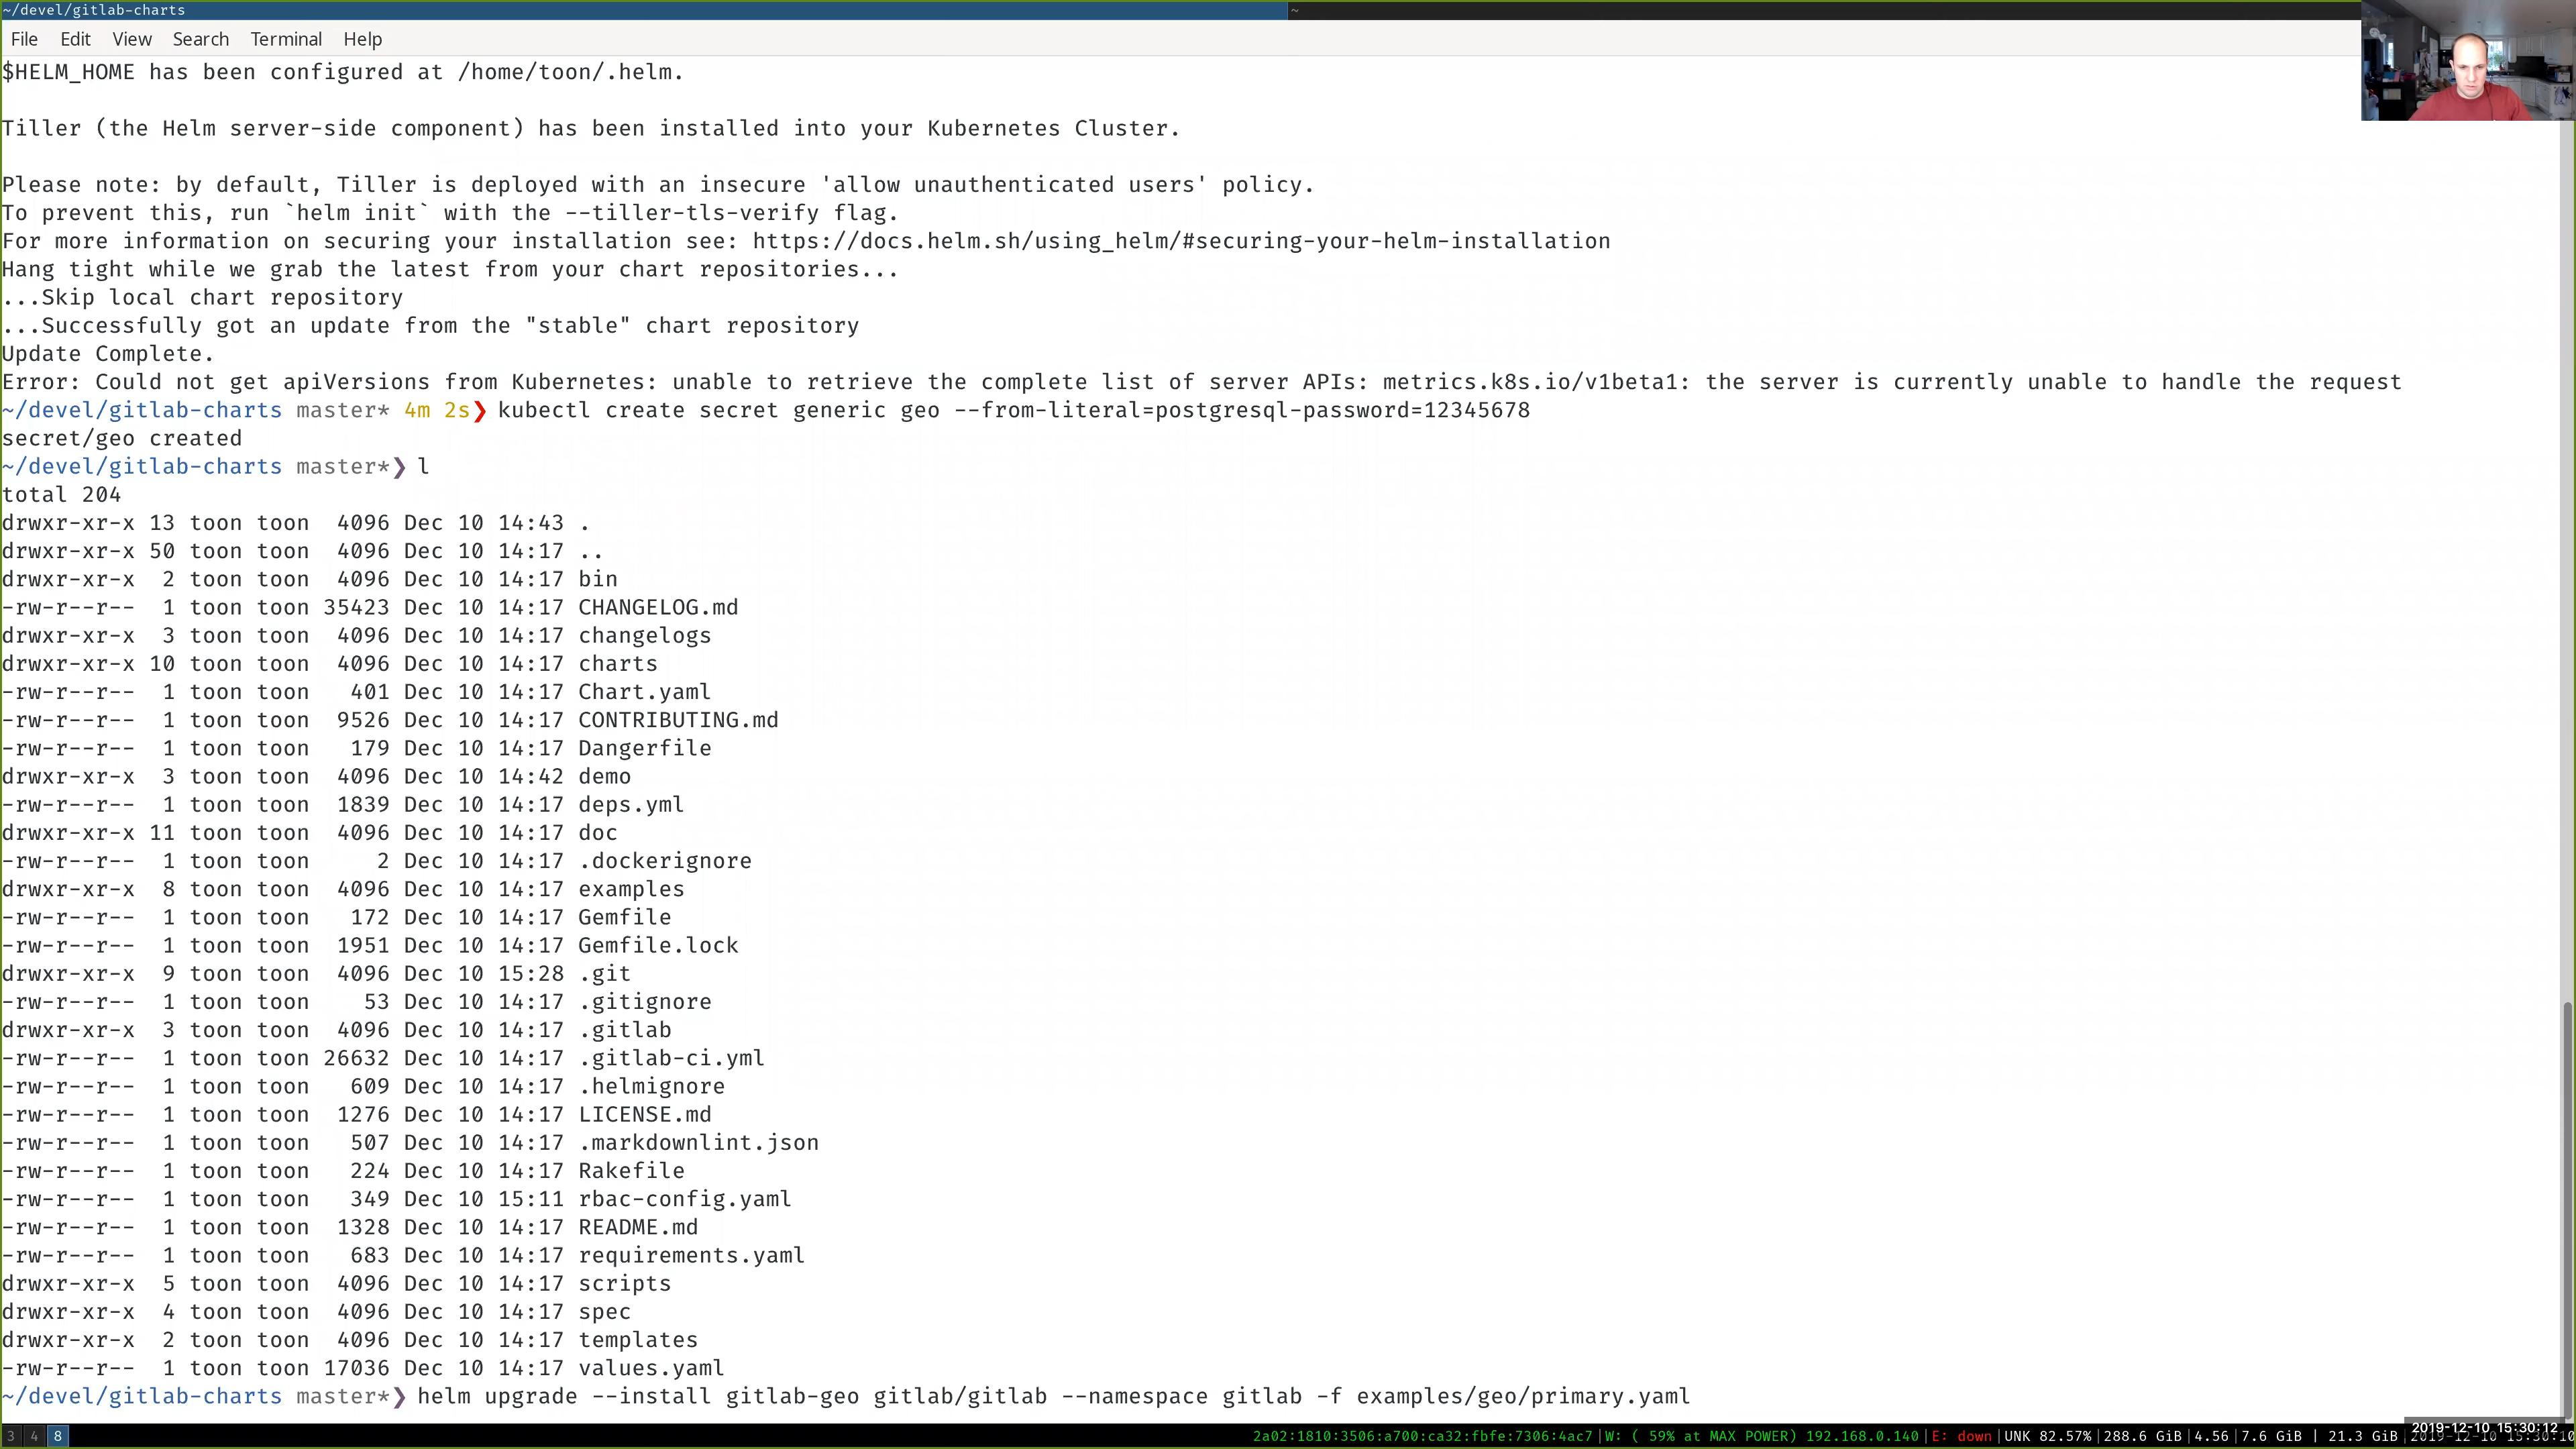 ~/devel/gitlab-charts
~
File Edit View Search Terminal Help
$HELM_HOME has been configured at /home/toon/.helm.
Tiller (the Helm server-side component) has been installed into your Kubernetes Cluster.
Please note: by default, Tiller is deployed with an insecure 'allow unauthenticated users' policy.
To prevent this, run `helm init` with the --tiller-tls-verify flag.
For more information on securing your installation see: https://docs.helm.sh/using_helm/#securing-your-helm-installation
Hang tight while we grab the latest from your chart repositories...
...Skip local chart repository
...Successfully got an update from the "stable" chart repository
Update Complete.
Error: Could not get apiVersions from Kubernetes: unable to retrieve the complete list of server APIs: metrics.k8s.io/v1beta1: the server is currently unable to handle the request
~/devel/gitlab-charts master* 4m 2s❯ kubectl create secret generic geo --from-literal=postgresql-password=12345678
secret/geo created
~/devel/gitlab-charts master*❯ l
total 204
drwxr-xr-x 13 toon toon  4096 Dec 10 14:43 .
drwxr-xr-x 50 toon toon  4096 Dec 10 14:17 ..
drwxr-xr-x  2 toon toon  4096 Dec 10 14:17 bin
-rw-r--r--  1 toon toon 35423 Dec 10 14:17 CHANGELOG.md
drwxr-xr-x  3 toon toon  4096 Dec 10 14:17 changelogs
drwxr-xr-x 10 toon toon  4096 Dec 10 14:17 charts
-rw-r--r--  1 toon toon   401 Dec 10 14:17 Chart.yaml
-rw-r--r--  1 toon toon  9526 Dec 10 14:17 CONTRIBUTING.md
-rw-r--r--  1 toon toon   179 Dec 10 14:17 Dangerfile
drwxr-xr-x  3 toon toon  4096 Dec 10 14:42 demo
-rw-r--r--  1 toon toon  1839 Dec 10 14:17 deps.yml
drwxr-xr-x 11 toon toon  4096 Dec 10 14:17 doc
-rw-r--r--  1 toon toon     2 Dec 10 14:17 .dockerignore
drwxr-xr-x  8 toon toon  4096 Dec 10 14:17 examples
-rw-r--r--  1 toon toon   172 Dec 10 14:17 Gemfile
-rw-r--r--  1 toon toon  1951 Dec 10 14:17 Gemfile.lock
drwxr-xr-x  9 toon toon  4096 Dec 10 15:28 .git
-rw-r--r--  1 toon toon    53 Dec 10 14:17 .gitignore
drwxr-xr-x  3 toon toon  4096 Dec 10 14:17 .gitlab
-rw-r--r--  1 toon toon 26632 Dec 10 14:17 .gitlab-ci.yml
-rw-r--r--  1 toon toon   609 Dec 10 14:17 .helmignore
-rw-r--r--  1 toon toon  1276 Dec 10 14:17 LICENSE.md
-rw-r--r--  1 toon toon   507 Dec 10 14:17 .markdownlint.json
-rw-r--r--  1 toon toon   224 Dec 10 14:17 Rakefile
-rw-r--r--  1 toon toon   349 Dec 10 15:11 rbac-config.yaml
-rw-r--r--  1 toon toon  1328 Dec 10 14:17 README.md
-rw-r--r--  1 toon toon   683 Dec 10 14:17 requirements.yaml
drwxr-xr-x  5 toon toon  4096 Dec 10 14:17 scripts
drwxr-xr-x  4 toon toon  4096 Dec 10 14:17 spec
drwxr-xr-x  2 toon toon  4096 Dec 10 14:17 templates
-rw-r--r--  1 toon toon 17036 Dec 10 14:17 values.yaml
~/devel/gitlab-charts master*❯ helm upgrade --install gitlab-geo gitlab/gitlab --namespace gitlab -f examples/geo/primary.yaml
3 4 8 2a02:1810:3506:a700:ca32:fbfe:7306:4ac7|W: ( 59% at MAX POWER) 192.168.0.140|E: down|UNK 82.57%|288.6 GiB|4.56|7.6 GiB | 21.3 GiB 2019-12-10 15:30:12